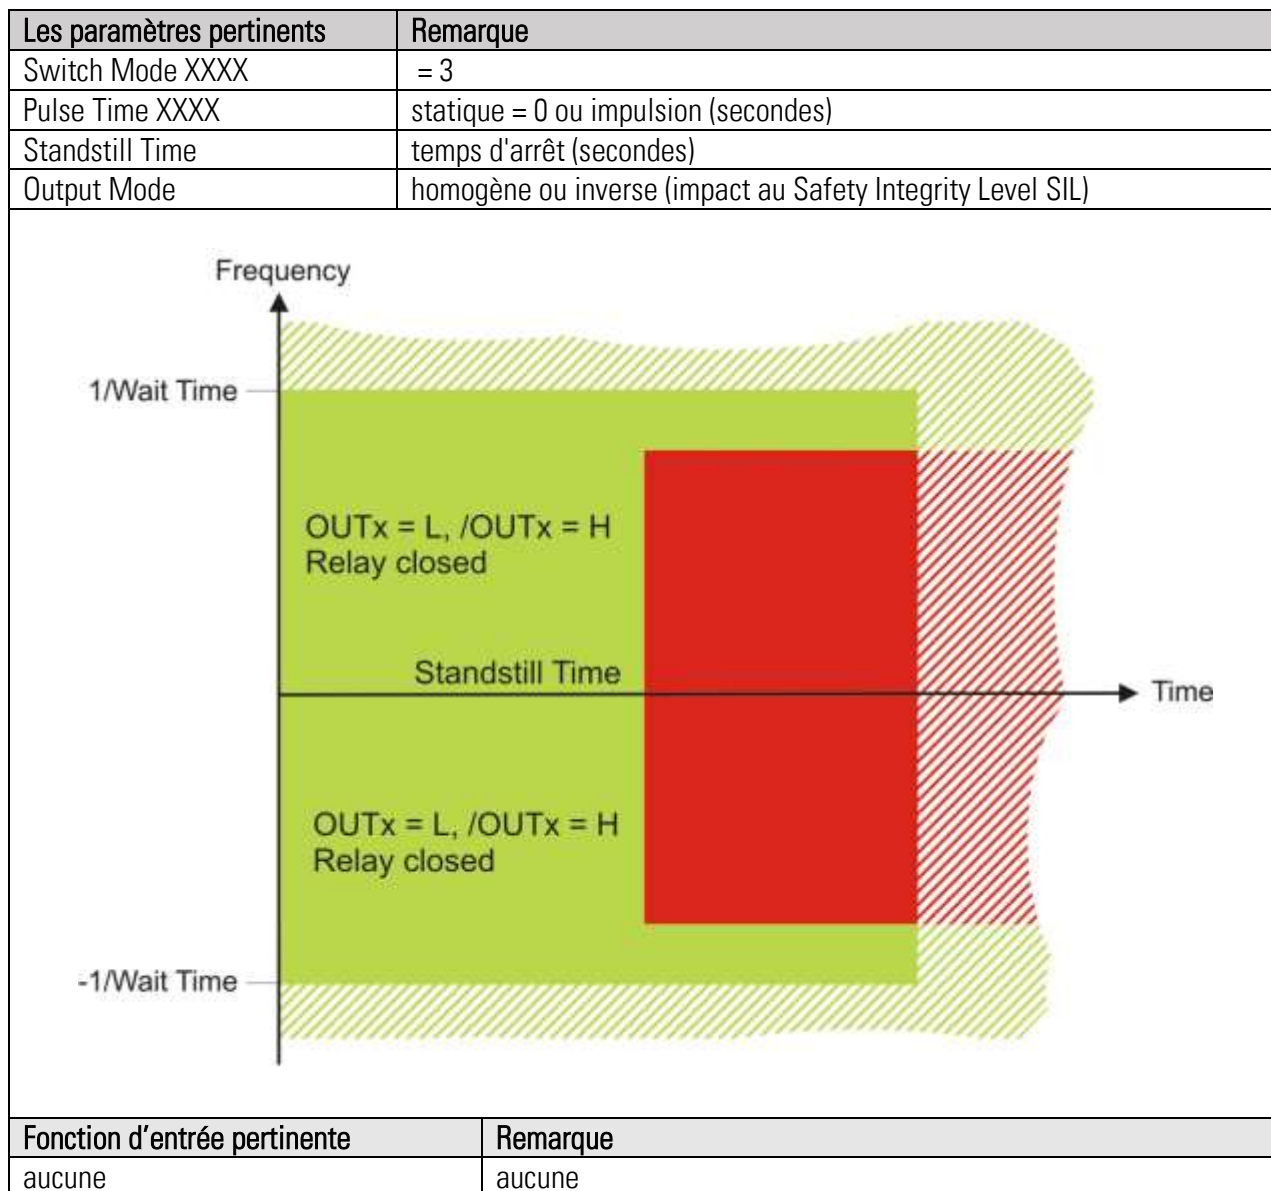 Les paramètres pertinents Remarque
Switch Mode XXXX = 3
Pulse Time XXXX statique = 0 ou impulsion (secondes)
Standstill Time temps d'arrêt (secondes)
Output Mode homogène ou inverse (impact au Safety Integrity Level SIL)
Frequency
1/Wait Time
OUTx = L, /OUTx = H
Relay closed
Standstill Time
Time
OUTx = L, /OUTx = H
Relay closed
-1/Wait Time
Fonction d’entrée pertinente Remarque
aucune aucune